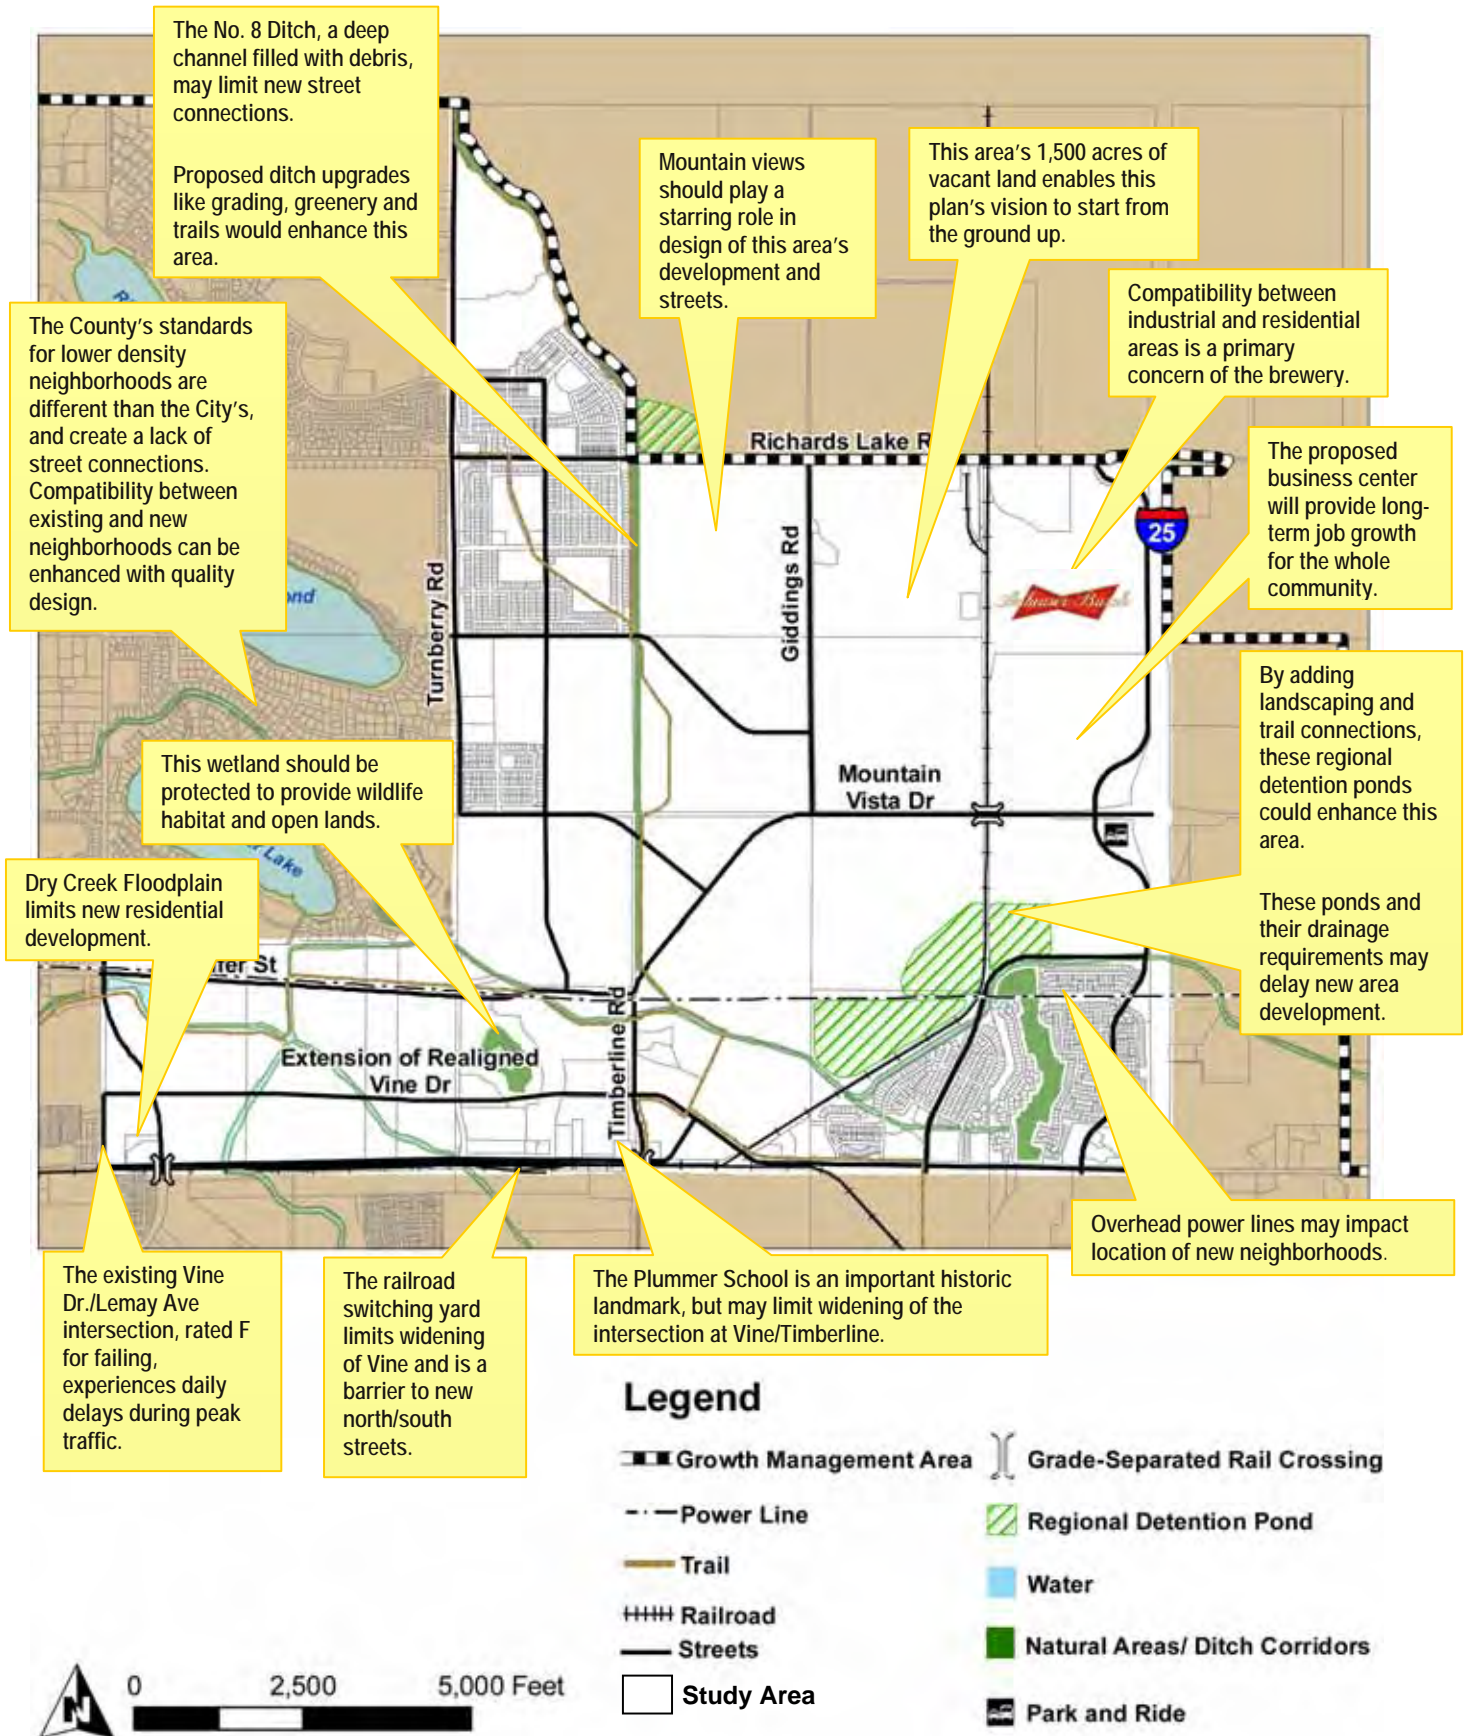 The No. 8 Ditch, a deep
channel filled with debris,
may limit new street
connections.
Proposed ditch upgrades
like grading, greenery and
trails would enhance this
area.
Mountain views
should play a
starring role in
design of this area's
development and
streets.
This area's 1,500 acres of
vacant land enables this
plan's vision to start from
the ground up.
Compatibility between
industrial and residential
areas is a primary
concern of the brewery.
The County's standards
for lower density
neighborhoods are
different than the City's,
and create a lack of
street connections.
Compatibility between
existing and new
neighborhoods can be
enhanced with quality
design.
The proposed
business center
will provide long-
term job growth
for the whole
community.
By adding
landscaping and
trail connections,
these regional
detention ponds
could enhance this
area.
These ponds and
their drainage
requirements may
delay new area
development.
This wetland should be
protected to provide wildlife
habitat and open lands.
Dry Creek Floodplain
limits new residential
development.
Richards Lake R
25
Anheuser Busch
Turnberry Rd
Giddings Rd
Mountain
Vista Dr
ond
Lake
St
Timberline Rd
Extension of Realigned
Vine Dr
The existing Vine
Dr./Lemay Ave
intersection, rated F
for failing,
experiences daily
delays during peak
traffic.
The railroad
switching yard
limits widening
of Vine and is a
barrier to new
north/south
streets.
The Plummer School is an important historic
landmark, but may limit widening of the
intersection at Vine/Timberline.
Overhead power lines may impact
location of new neighborhoods.
Legend
Growth Management Area
Power Line
Trail
Railroad
Streets
Study Area
Grade-Separated Rail Crossing
Regional Detention Pond
Water
Natural Areas/ Ditch Corridors
Park and Ride
N
0 2,500 5,000 Feet